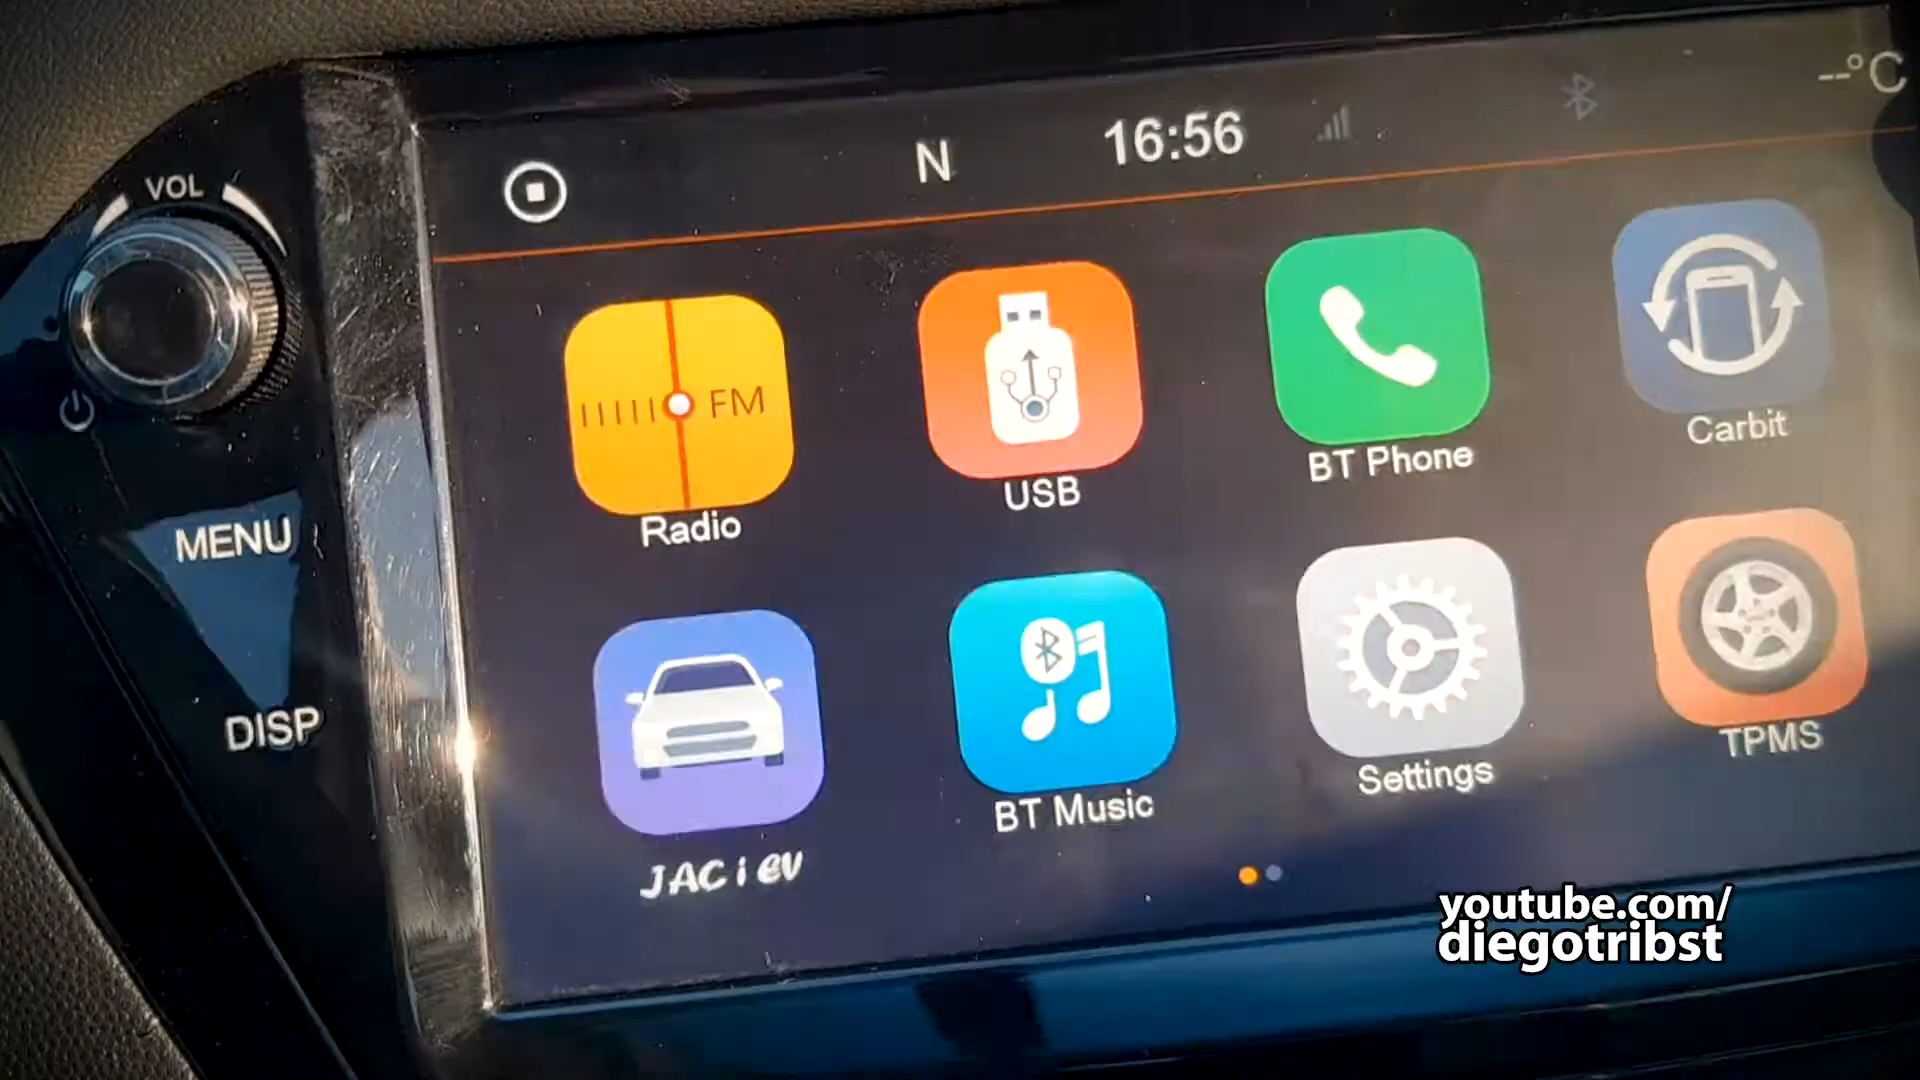 VOL
N
16:56
--°C
FM
Radio
USB
BT Phone
Carbit
MENU
DISP
JAC i ev
BT Music
Settings
TPMS
youtube.com/
diegotribst